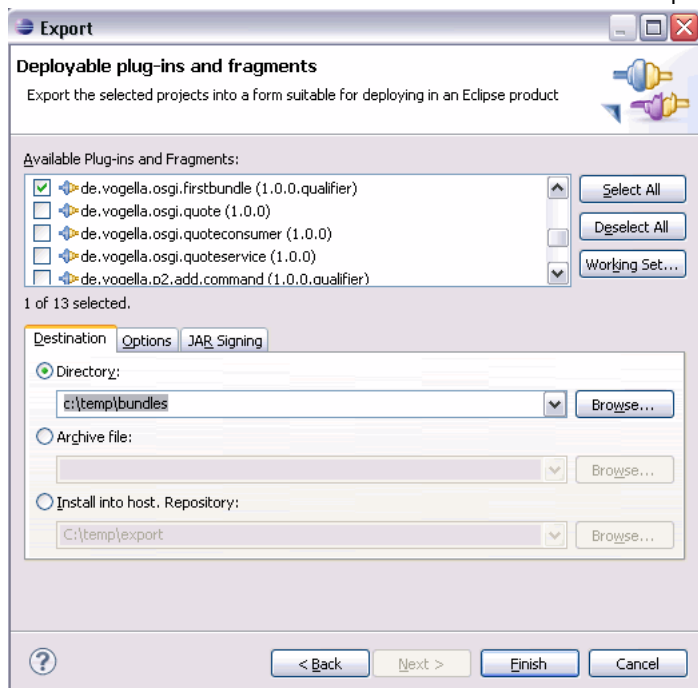 Export
Deployable plug-ins and fragments
Export the selected projects into a form suitable for deploying in an Eclipse product
Available Plug-ins and Fragments:
de.vogella.osgi.firstbundle (1.0.0.qualifier)
de.vogella.osgi.quote (1.0.0)
de.vogella.osgi.quoteconsumer (1.0.0)
de.vogella.osgi.quoteservice (1.0.0)
de.vogella.p2.add.command (1.0.0.qualifier)
Select All
Deselect All
Working Set...
1 of 13 selected.
Destination Options JAR Signing
Directory:
c:\temp\bundles Browse...
Archive file:
Browse...
Install into host. Repository:
C:\temp\export Browse...
? < Back Next > Finish Cancel